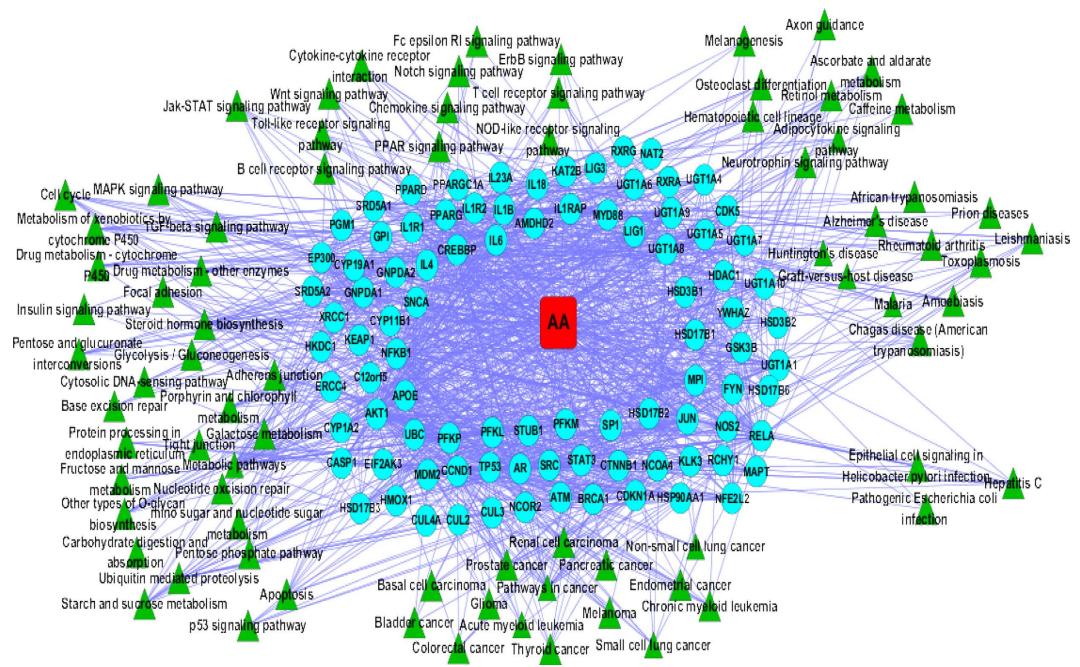 Fc epsilon RI signaling pathway
Melanogenesis
Axon guidance
Cytokine-cytokine receptor
interaction
Notch signaling pathway
ErbB signaling pathway
Ascorbate and aldarate
metabolism
Wnt signaling pathway
T cell receptor signaling pathway
Osteoclast differentiation
Retinol metabolism
Jak-STAT signaling pathway
Chemokine signaling pathway
Caffeine metabolism
Toll-like receptor signaling
pathway
NOD-like receptor signaling
pathway
Hematopoietic cell lineage
Adipocytokine signaling
pathway
PPAR signaling pathway
B cell receptor signaling pathway
Neurotrophin signaling pathway
Cell cycle
MAPK signaling pathway
Metabolism of xenobiotics by
cytochrome P450
TGF-beta signaling pathway
Drug metabolism - cytochrome
P450
Drug metabolism - other enzymes
Focal adhesion
Insulin signaling pathway
Steroid hormone biosynthesis
Pentose and glucuronate
interconversions
Glycolysis / Gluconeogenesis
Adherens junction
Cytosolic DNA-sensing pathway
Porphyrin and chlorophyll
metabolism
Base excision repair
Galactose metabolism
Protein processing in
endoplasmic reticulum
Tight junction
Metabolic pathways
Fructose and mannose
metabolism
Nucleotide excision repair
Other types of O-glycan
biosynthesis
mino sugar and nucleotide sugar
metabolism
Carbohydrate digestion and
absorption
Pentose phosphate pathway
Ubiquitin mediated proteolysis
Starch and sucrose metabolism
Apoptosis
p53 signaling pathway
African trypanosomiasis
Prion diseases
Alzheimer's disease
Leishmaniasis
Rheumatoid arthritis
Huntington's disease
Toxoplasmosis
Graft-versus-host disease
Malaria
Amoebiasis
Chagas disease (American
trypanosomiasis)
Epithelial cell signaling in
Helicobacter pylori infection
Hepatitis C
Pathogenic Escherichia coli
infection
RXRG
NAT2
KAT2B
LIG3
IL23A
IL18
PPARD
PPARGC1A
UGT1A6
RXRA
UGT1A4
SRD5A1
IL1R2
IL1B
IL1RAP
MYD88
UGT1A9
CDK5
PGM1
GPI
IL1R1
PPARG
AMDHD2
LIG1
UGT1A5
UGT1A7
IL6
CREBBP
UGT1A8
EP300
CYP19A1
IL4
GNPDA2
HDAC1
UGT1A10
SRD5A2
GNPDA1
SNCA
HSD3B1
XRCC1
CYP11B1
YWHAZ
HSD3B2
AA
HKDC1
KEAP1
NFKB1
HSD17B1
GSK3B
UGT1A1
ERCC4
C12orf5
APOE
MPI
FYN
HSD17B6
CYP1A2
AKT1
UBC
PFKP
PFKL
STUB1
PFKM
SP1
HSD17B2
JUN
NOS2
RELA
CASP1
EIF2AK3
MDM2
CCND1
TP53
AR
SRC
STAT3
CTNNB1
NCOA4
KLK3
RCHY1
MAPT
HSD17B3
HMOX1
CUL4A
CUL2
CUL3
NCOR2
ATM
BRCA1
CDKN1A
HSP90AA1
NFE2L2
Renal cell carcinoma
Non-small cell lung cancer
Prostate cancer
Pancreatic cancer
Basal cell carcinoma
Pathways in cancer
Endometrial cancer
Glioma
Melanoma
Chronic myeloid leukemia
Bladder cancer
Acute myeloid leukemia
Colorectal cancer
Thyroid cancer
Small cell lung cancer